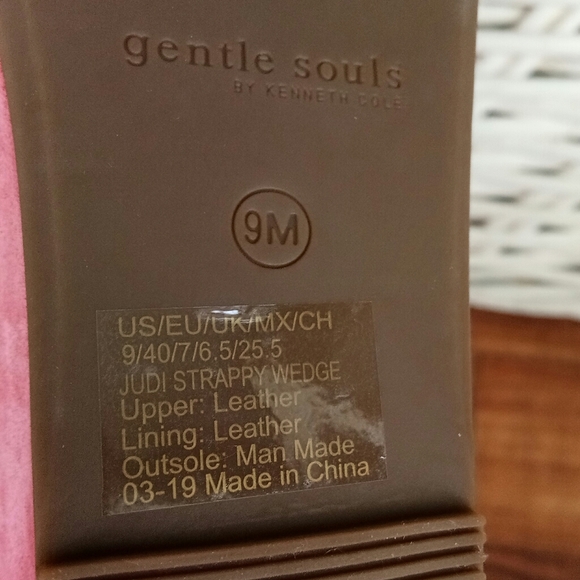 gentle souls
BY KENNETH COLE
9M
US/EU/UK/MX/CH
9/40/7/6.5/25.5
JUDI STRAPPY WEDGE
Upper: Leather
Lining: Leather
Outsole: Man Made
03-19 Made in China